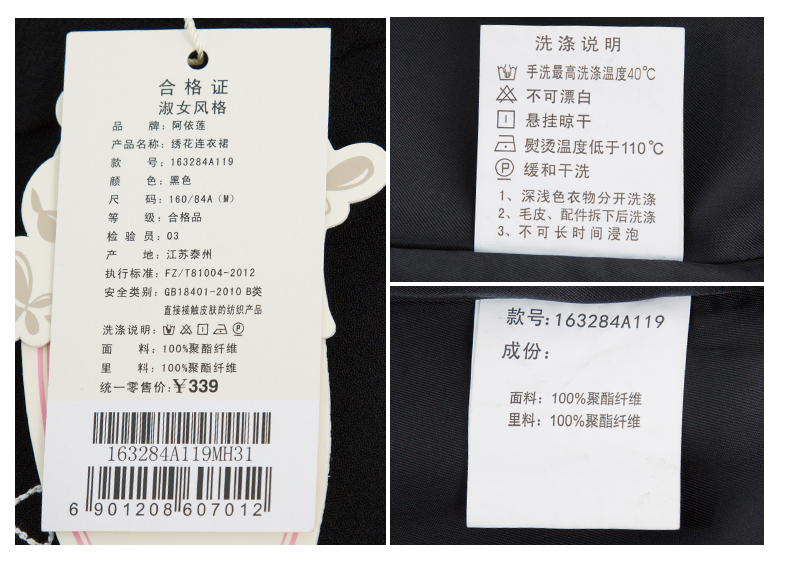 合格证
淑女风格
品 牌：阿依莲
产品名称：绣花连衣裙
款 号：163284A119
颜 色：黑色
尺 码：160/84A（M）
等 级：合格品
检 验 员：03
产 地：江苏泰州
执行标准：FZ/T81004-2012
安全类别：GB18401-2010 B类
直接接触皮肤的纺织产品
洗涤说明：
面 料：100%聚酯纤维
里 料：100%聚酯纤维
统一零售价：￥339
163284A119MH31
6 901208 607012
洗涤说明
手洗最高洗涤温度40℃
不可漂白
悬挂晾干
熨烫温度低于110℃
P 缓和干洗
1、深浅色衣物分开洗涤
2、毛皮、配件拆下后洗涤
3、不可长时间浸泡
款号：163284A119
成份：
面料：100%聚酯纤维
里料：100%聚酯纤维